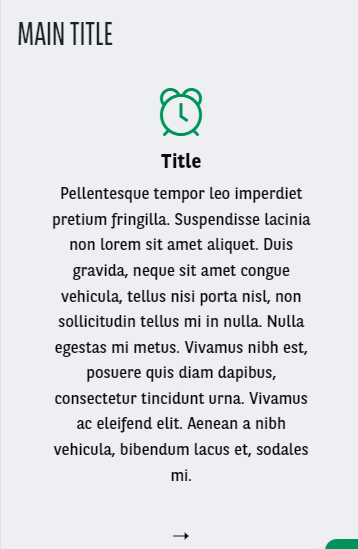 MAIN TITLE
Title
Pellentesque tempor leo imperdiet
pretium fringilla. Suspendisse lacinia
non lorem sit amet aliquet. Duis
gravida, neque sit amet congue
vehicula, tellus nisi porta nisl, non
sollicitudin tellus mi in nulla. Nulla
egestas mi metus. Vivamus nibh est,
posuere quis diam dapibus,
consectetur tincidunt urna. Vivamus
ac eleifend elit. Aenean a nibh
vehicula, bibendum lacus et, sodales
mi.
→